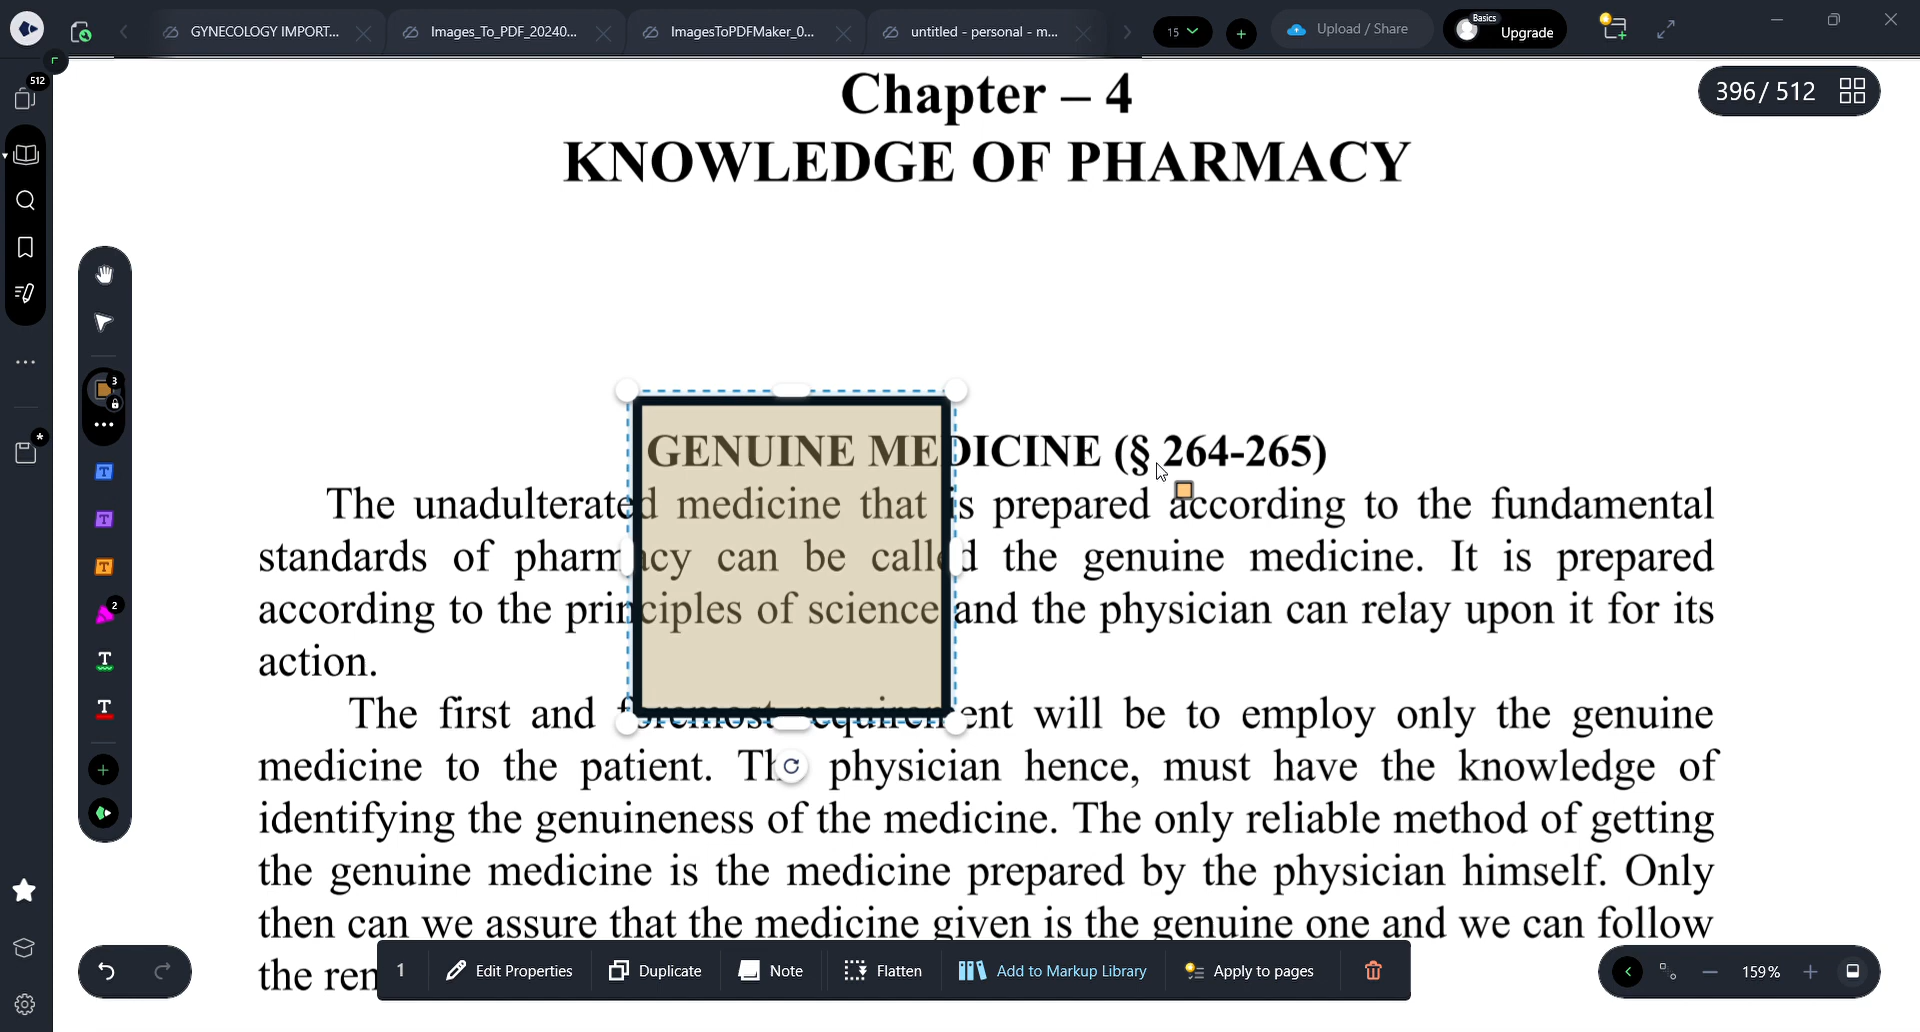 GYNECOLOGY IMPORT...
Images_To_PDF_20240...
ImagesToPDFMaker_0...
untitled - personal - m...
15
Upload / Share
Basics
Upgrade
512
396/ 512
Chapter – 4
KNOWLEDGE OF PHARMACY
3
GENUINE MEDICINE (§ 264-265)
The unadulterated medicine that is prepared according to the fundamental
standards of pharmacy can be called the genuine medicine. It is prepared
according to the principles of science and the physician can relay upon it for its
action.
The first and foremost requirement will be to employ only the genuine
medicine to the patient. The physician hence, must have the knowledge of
identifying the genuineness of the medicine. The only reliable method of getting
the genuine medicine is the medicine prepared by the physician himself. Only
then can we assure that the medicine given is the genuine one and we can follow
the
T
T
T
2
T
T
1
Edit Properties
Duplicate
Note
Flatten
Add to Markup Library
Apply to pages
159%